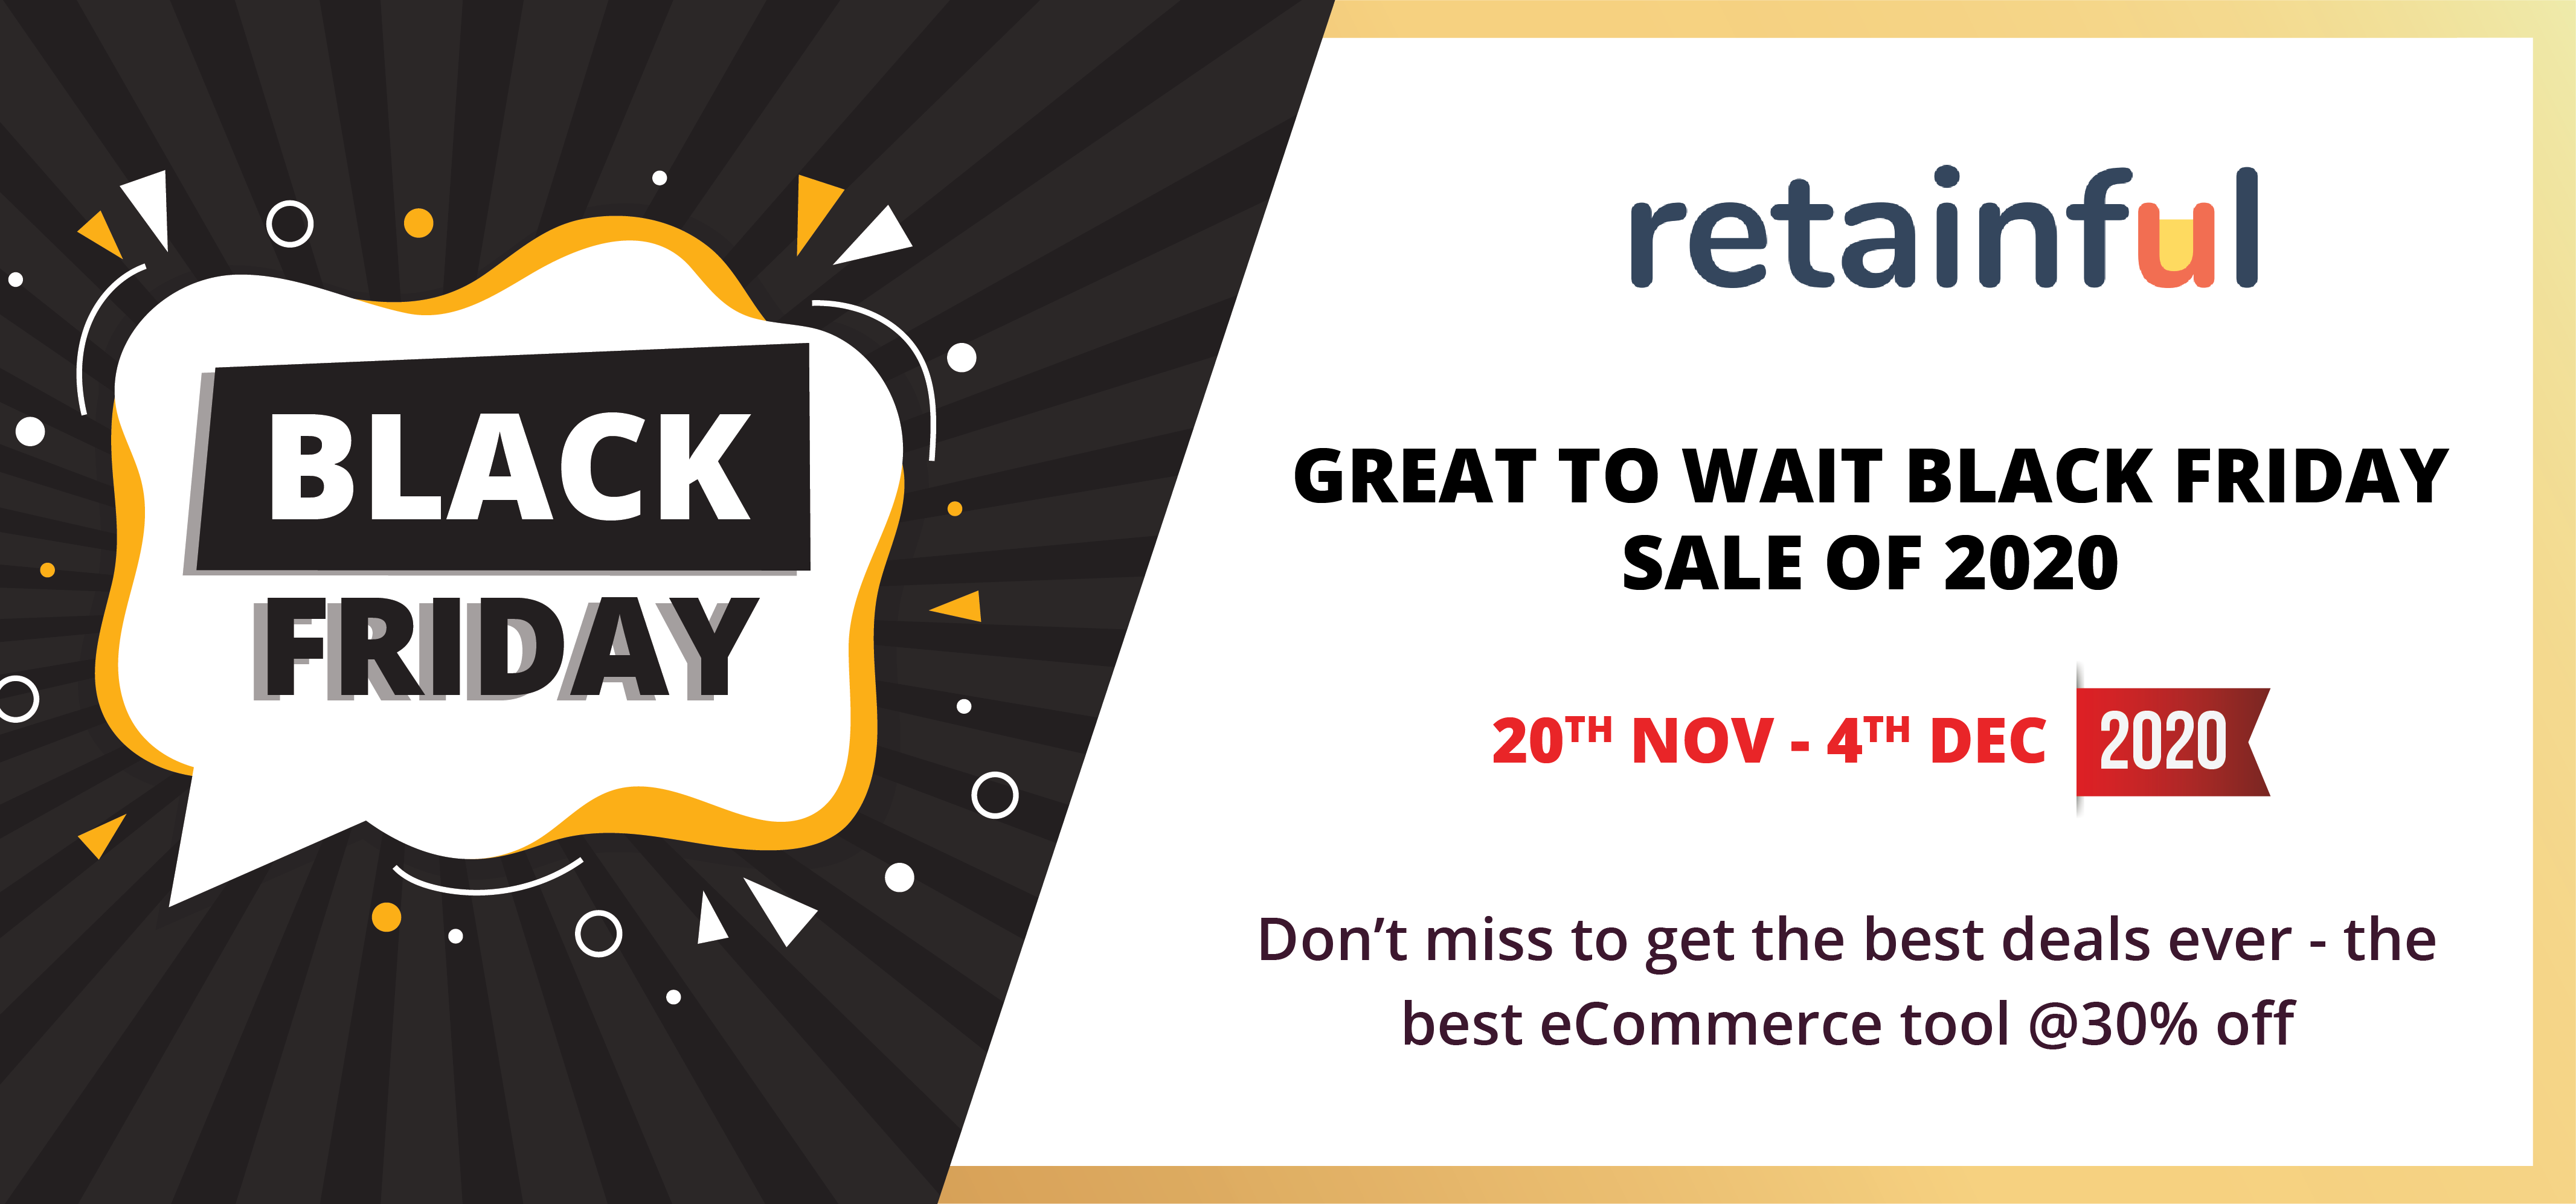 BLACK
FRIDAY
retainful
GREAT TO WAIT BLACK FRIDAY
SALE OF 2020
20TH NOV - 4TH DEC 2020
Don’t miss to get the best deals ever - the
best eCommerce tool @30% off